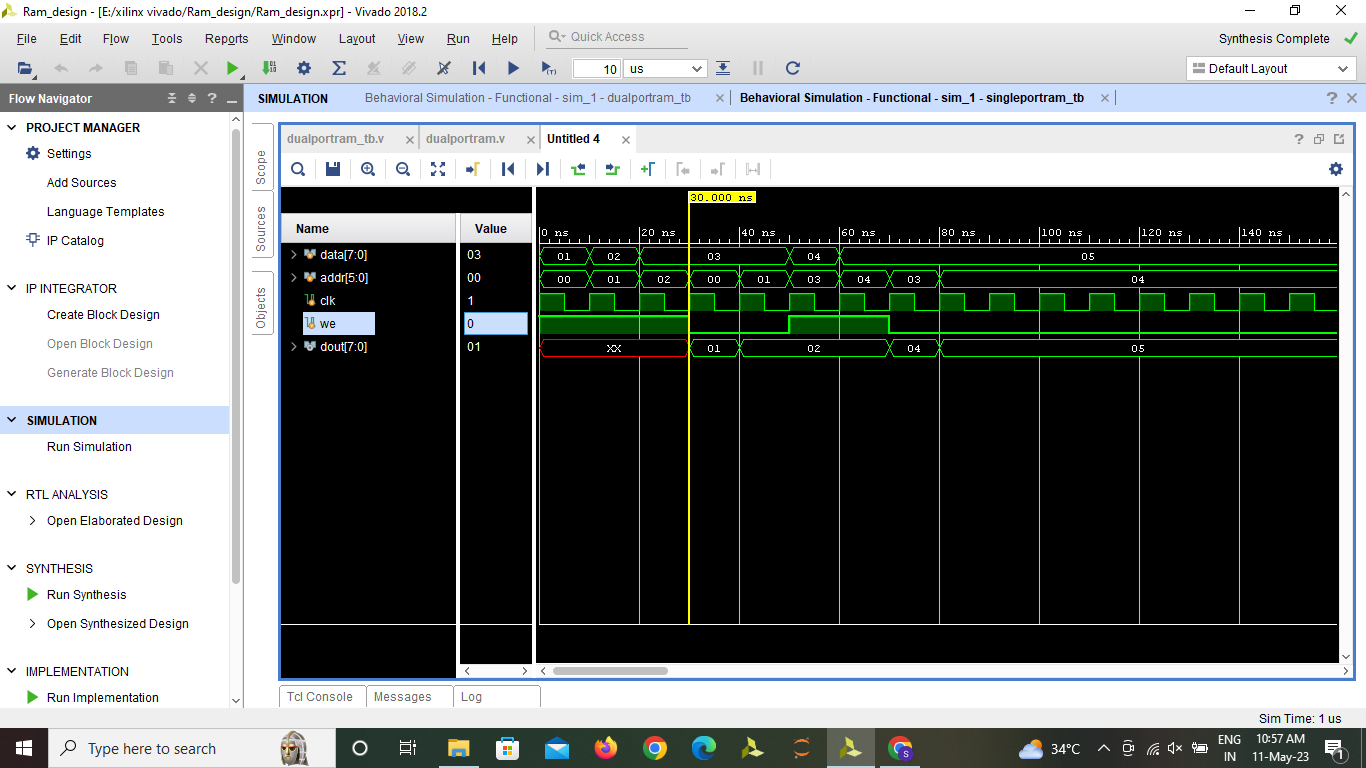 Ram_design - [E:/xilinx vivado/Ram_design/Ram_design.xpr] - Vivado 2018.2
File Edit Flow Tools Reports Window Layout View Run Help Quick Access Synthesis Complete
10 us Default Layout
Flow Navigator
SIMULATION Behavioral Simulation - Functional - sim_1 - dualportram_tb Behavioral Simulation - Functional - sim_1 - singleportram_tb
PROJECT MANAGER
Settings
Add Sources
Language Templates
IP Catalog
IP INTEGRATOR
Create Block Design
Open Block Design
Generate Block Design
SIMULATION
Run Simulation
RTL ANALYSIS
Open Elaborated Design
SYNTHESIS
Run Synthesis
Open Synthesized Design
IMPLEMENTATION
Run Implementation
Scope
Sources
Objects
dualportram_tb.v dualportram.v Untitled 4
30.000 ns
Name Value 0 ns 20 ns 40 ns 60 ns 80 ns 100 ns 120 ns 140 ns
data[7:0] 03 01 02 03 04 05
addr[5:0] 00 00 01 02 00 01 03 04 03 04
clk 1
we 0
dout[7:0] 01 XX 01 02 04 05
Tcl Console Messages Log
Sim Time: 1 us
Type here to search
34°C
ENG
IN
10:57 AM
11-May-23
1